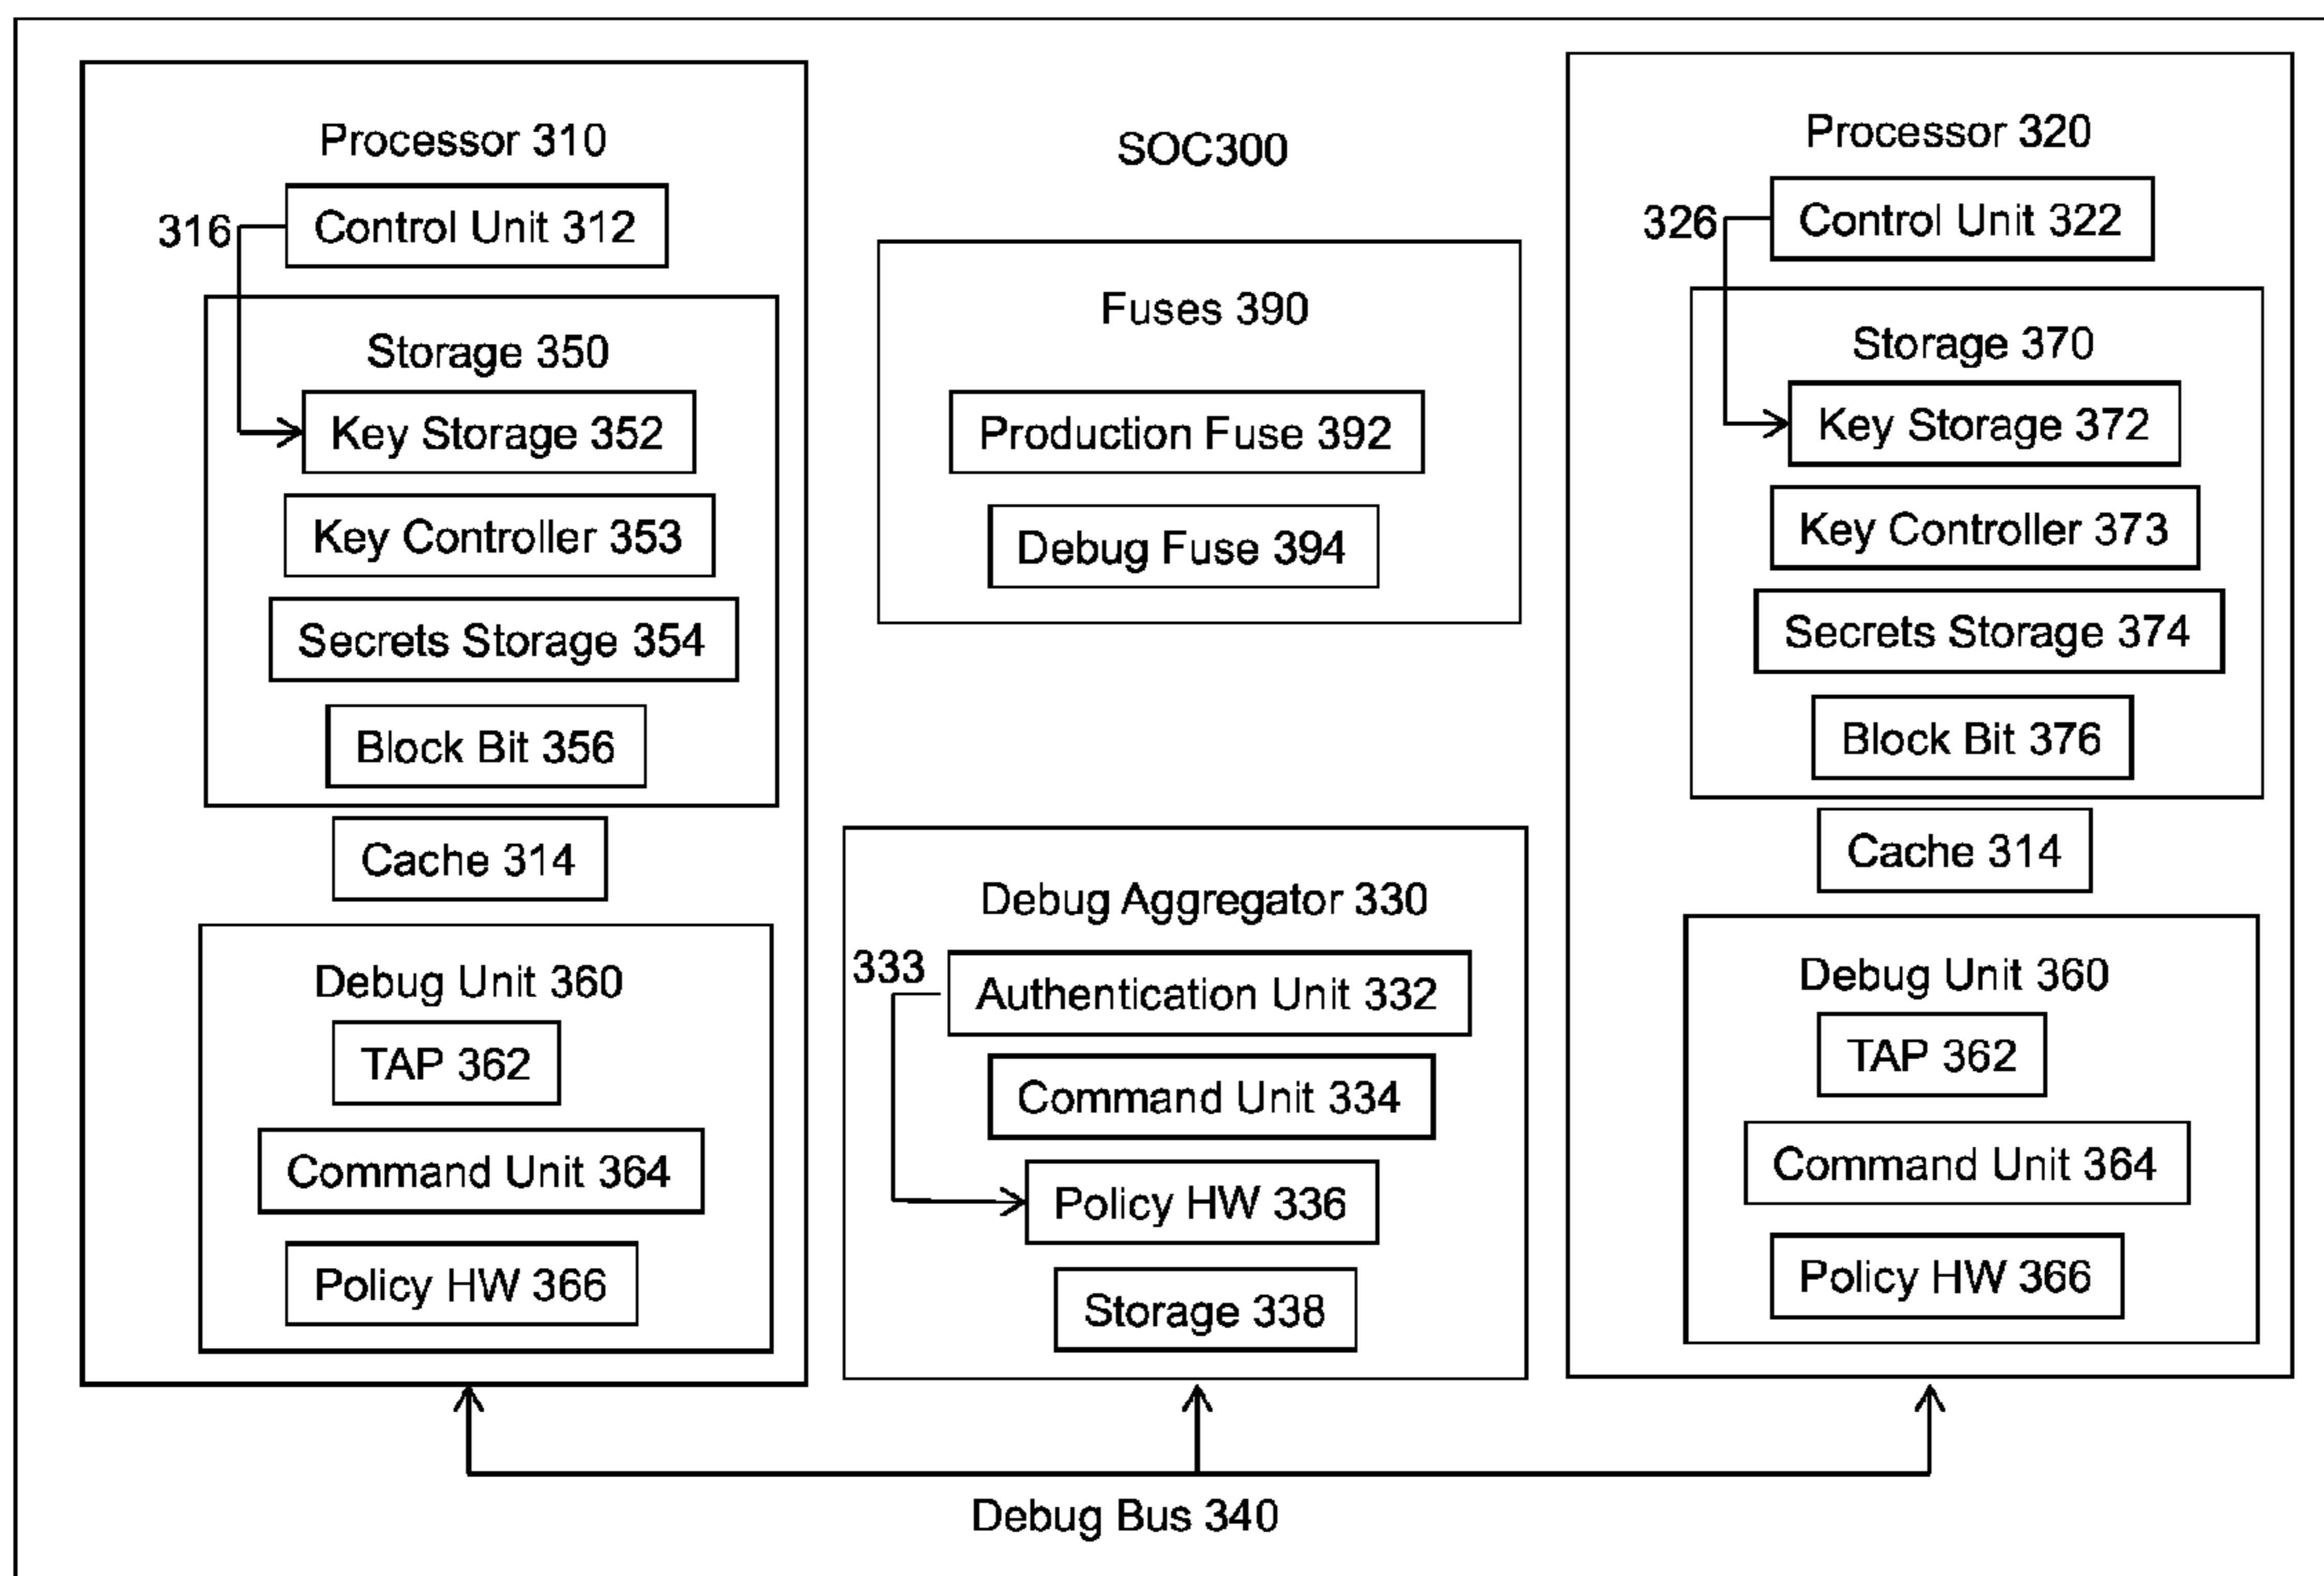 Processor 310
316
Control Unit 312
Storage 350
Key Storage 352
Key Controller 353
Secrets Storage 354
Block Bit 356
Cache 314
Debug Unit 360
TAP 362
Command Unit 364
Policy HW 366
SOC300
Fuses 390
Production Fuse 392
Debug Fuse 394
Debug Aggregator 330
333
Authentication Unit 332
Command Unit 334
Policy HW 336
Storage 338
Processor 320
326
Control Unit 322
Storage 370
Key Storage 372
Key Controller 373
Secrets Storage 374
Block Bit 376
Cache 314
Debug Unit 360
TAP 362
Command Unit 364
Policy HW 366
Debug Bus 340